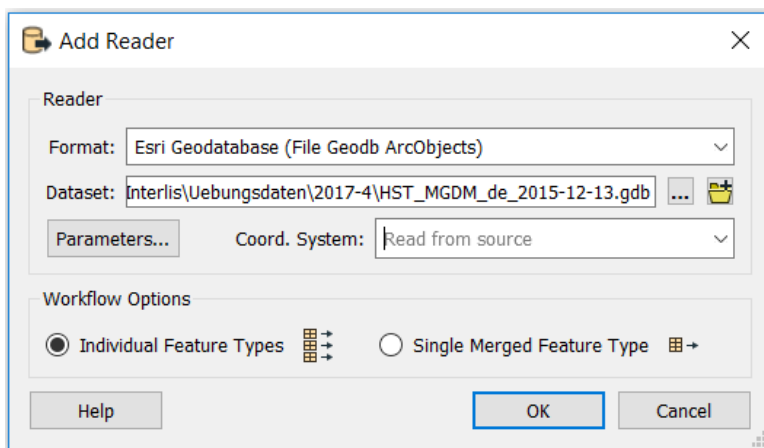 Add Reader
Reader
Format: Esri Geodatabase (File Geodb ArcObjects)
Dataset: Interlis\Uebungsdaten\2017-4\HST_MGDM_de_2015-12-13.gdb ...
Parameters... Coord. System: Read from source
Workflow Options
Individual Feature Types Single Merged Feature Type
Help OK Cancel